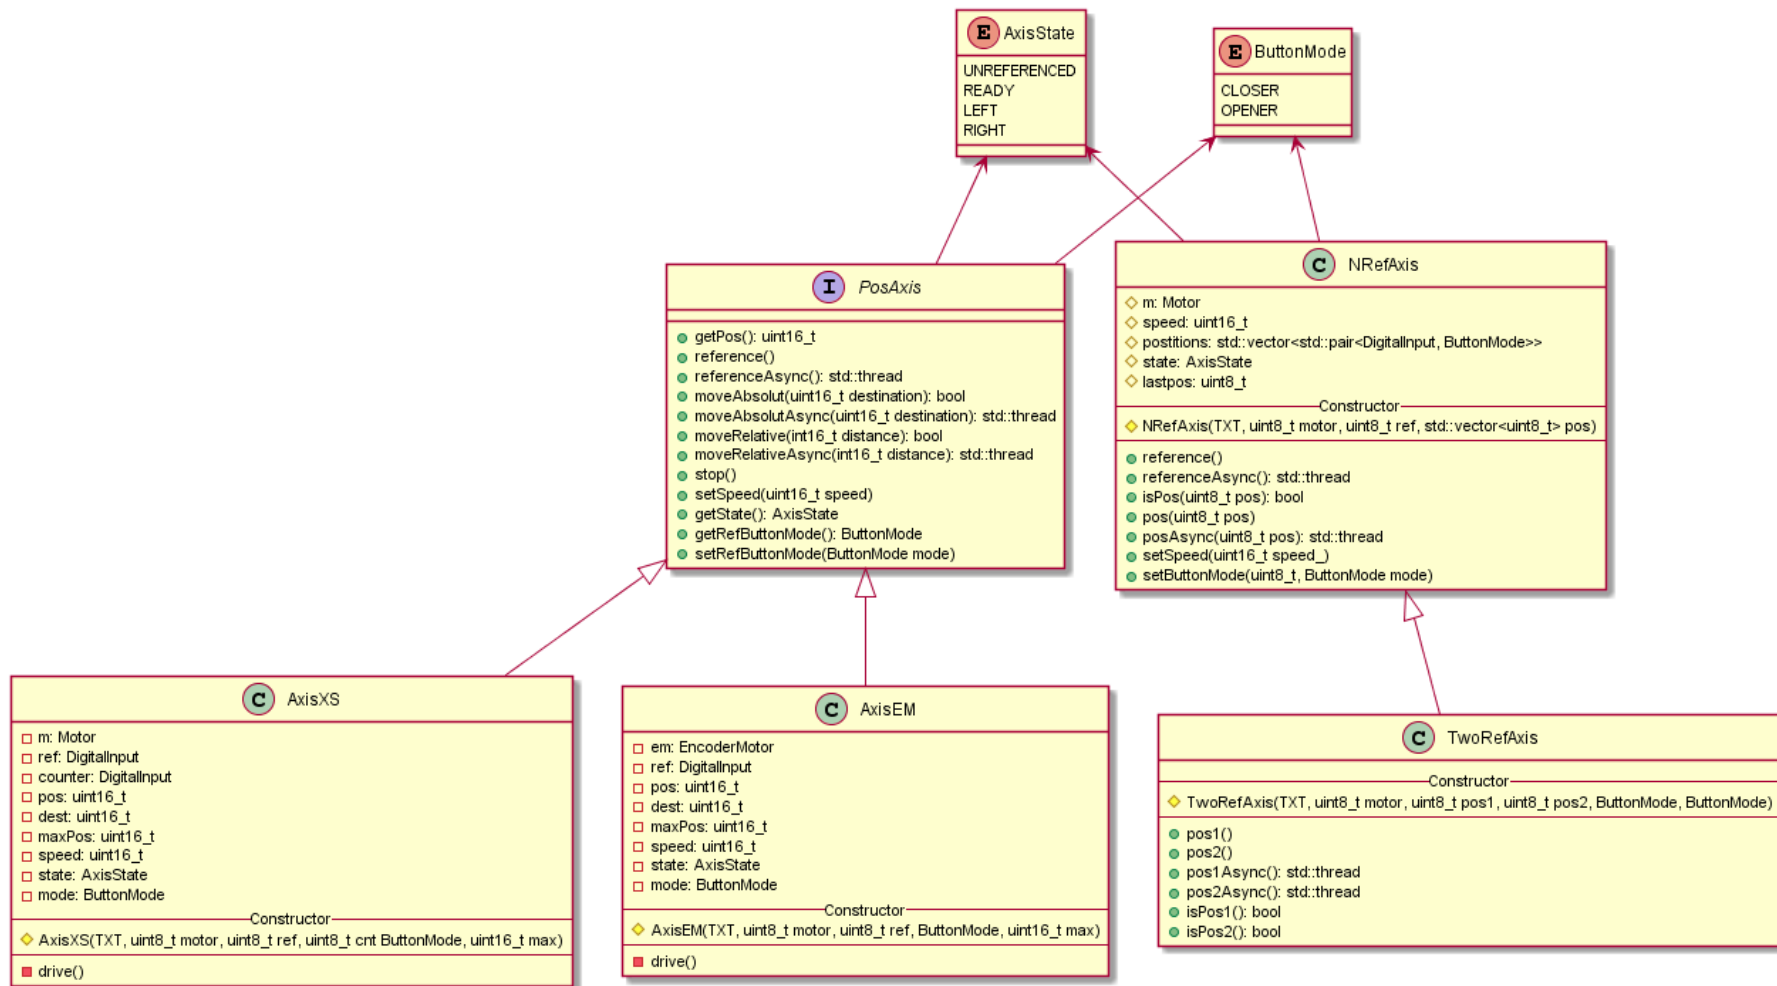 E AxisState
UNREFERENCED
READY
LEFT
RIGHT
E ButtonMode
CLOSER
OPENER
I PosAxis
getPos(): uint16_t
reference()
referenceAsync(): std::thread
moveAbsolut(uint16_t destination): bool
moveAbsolutAsync(uint16_t destination): std::thread
moveRelative(int16_t distance): bool
moveRelativeAsync(int16_t distance): std::thread
stop()
setSpeed(uint16_t speed)
getState(): AxisState
getRefButtonMode(): ButtonMode
setRefButtonMode(ButtonMode mode)
C NRefAxis
m: Motor
speed: uint16_t
postitions: std::vector<std::pair<DigitalInput, ButtonMode>>
state: AxisState
lastpos: uint8_t
Constructor
NRefAxis(TXT, uint8_t motor, uint8_t ref, std::vector<uint8_t> pos)
reference()
referenceAsync(): std::thread
isPos(uint8_t pos): bool
pos(uint8_t pos)
posAsync(uint8_t pos): std::thread
setSpeed(uint16_t speed_)
setButtonMode(uint8_t, ButtonMode mode)
C AxisXS
m: Motor
ref: DigitalInput
counter: DigitalInput
pos: uint16_t
dest: uint16_t
maxPos: uint16_t
speed: uint16_t
state: AxisState
mode: ButtonMode
Constructor
AxisXS(TXT, uint8_t motor, uint8_t ref, uint8_t cnt ButtonMode, uint16_t max)
drive()
C AxisEM
em: EncoderMotor
ref: DigitalInput
pos: uint16_t
dest: uint16_t
maxPos: uint16_t
speed: uint16_t
state: AxisState
mode: ButtonMode
Constructor
AxisEM(TXT, uint8_t motor, uint8_t ref, ButtonMode, uint16_t max)
drive()
C TwoRefAxis
Constructor
TwoRefAxis(TXT, uint8_t motor, uint8_t pos1, uint8_t pos2, ButtonMode, ButtonMode)
pos1()
pos2()
pos1Async(): std::thread
pos2Async(): std::thread
isPos1(): bool
isPos2(): bool